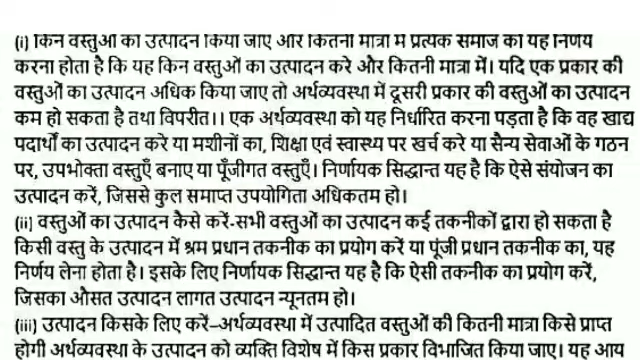 (i) किन वस्तुओं का उत्पादन किया जाए और कितनी मात्रा में प्रत्येक समाज को यह निर्णय
करना होता है कि यह किन वस्तुओं का उत्पादन करे और कितनी मात्रा में। यदि एक प्रकार की
वस्तुओं का उत्पादन अधिक किया जाए तो अर्थव्यवस्था में दूसरी प्रकार की वस्तुओं का उत्पादन
कम हो सकता है तथा विपरीत।। एक अर्थव्यवस्था को यह निर्धारित करना पड़ता है कि वह खाद्य
पदार्थों का उत्पादन करे या मशीनों का, शिक्षा एवं स्वास्थ्य पर खर्च करे या सैन्य सेवाओं के गठन
पर, उपभोक्ता वस्तुएँ बनाए या पूँजीगत वस्तुएँ। निर्णायक सिद्धान्त यह है कि ऐसे संयोजन का
उत्पादन करें, जिससे कुल समाप्त उपयोगिता अधिकतम हो।
(ii) वस्तुओं का उत्पादन कैसे करें-सभी वस्तुओं का उत्पादन कई तकनीकों द्वारा हो सकता है
किसी वस्तु के उत्पादन में श्रम प्रधान तकनीक का प्रयोग करें या पूंजी प्रधान तकनीक का, यह
निर्णय लेना होता है। इसके लिए निर्णायक सिद्धान्त यह है कि ऐसी तकनीक का प्रयोग करें,
जिसका औसत उत्पादन लागत उत्पादन न्यूनतम हो।
(iii) उत्पादन किसके लिए करें–अर्थव्यवस्था में उत्पादित वस्तुओं की कितनी मात्रा किसे प्राप्त
होगी अर्थव्यवस्था के उत्पादन को व्यक्ति विशेष में किस प्रकार विभाजित किया जाए। यह आय